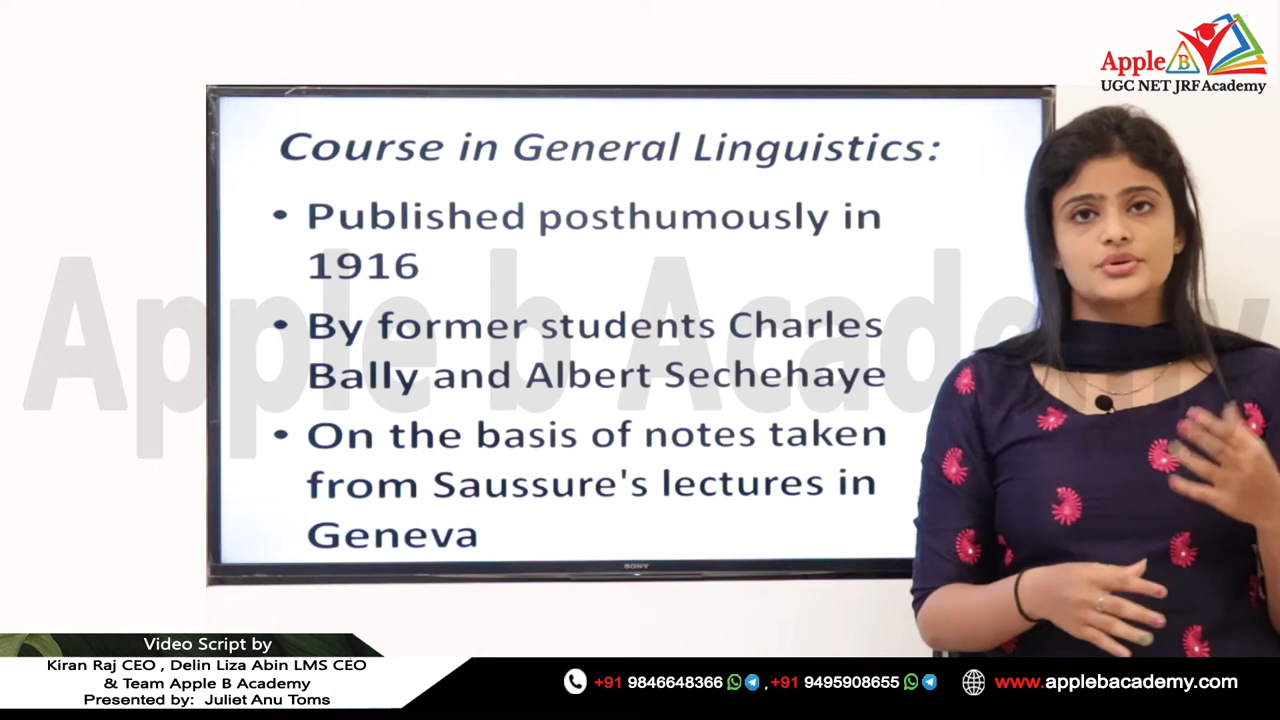 Apple B
UGC NET JRF Academy
Course in General Linguistics:
• Published posthumously in
1916
• By former students Charles
Bally and Albert Sechehaye
• On the basis of notes taken
from Saussure's lectures in
Geneva
Apple b Academy
SONY
Video Script by
Kiran Raj CEO , Delin Liza Abin LMS CEO
& Team Apple B Academy
Presented by: Juliet Anu Toms
+91 9846648366 , +91 9495908655
www.applebacademy.com